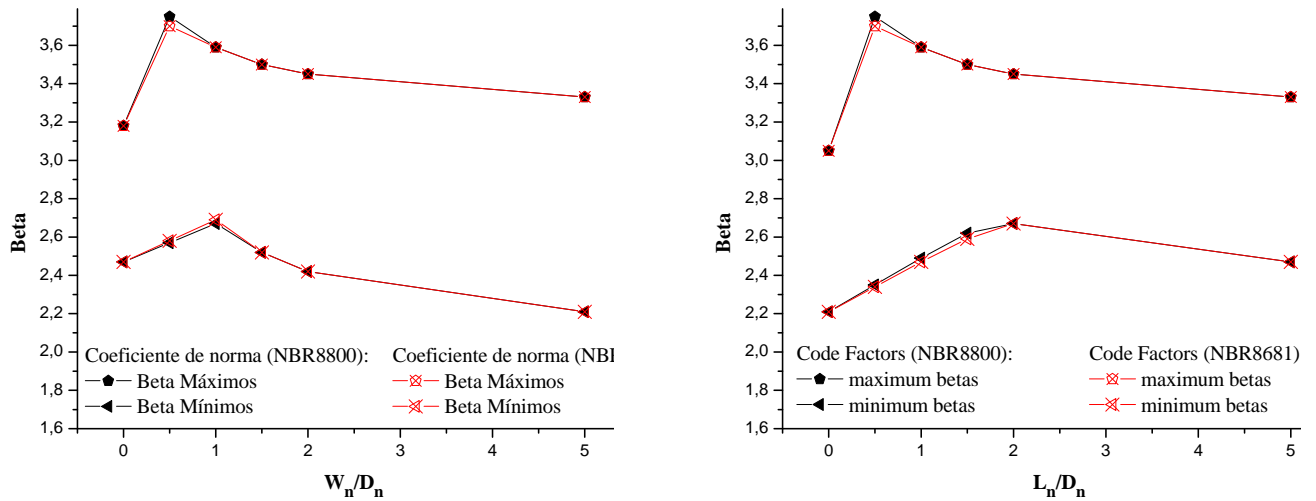 3,6
3,4
3,2
3,0
2,8
2,6
2,4
2,2
2,0
1,8
1,6
Beta
Coeficiente de norma (NBR8800):
Beta Máximos
Beta Mínimos
Coeficiente de norma (NBR
Beta Máximos
Beta Mínimos
0 1 2 3 4 5
Wn/Dn
3,6
3,4
3,2
3,0
2,8
2,6
2,4
2,2
2,0
1,8
1,6
Beta
Code Factors (NBR8800):
maximum betas
minimum betas
Code Factors (NBR8681)
maximum betas
minimum betas
0 1 2 3 4 5
Ln/Dn